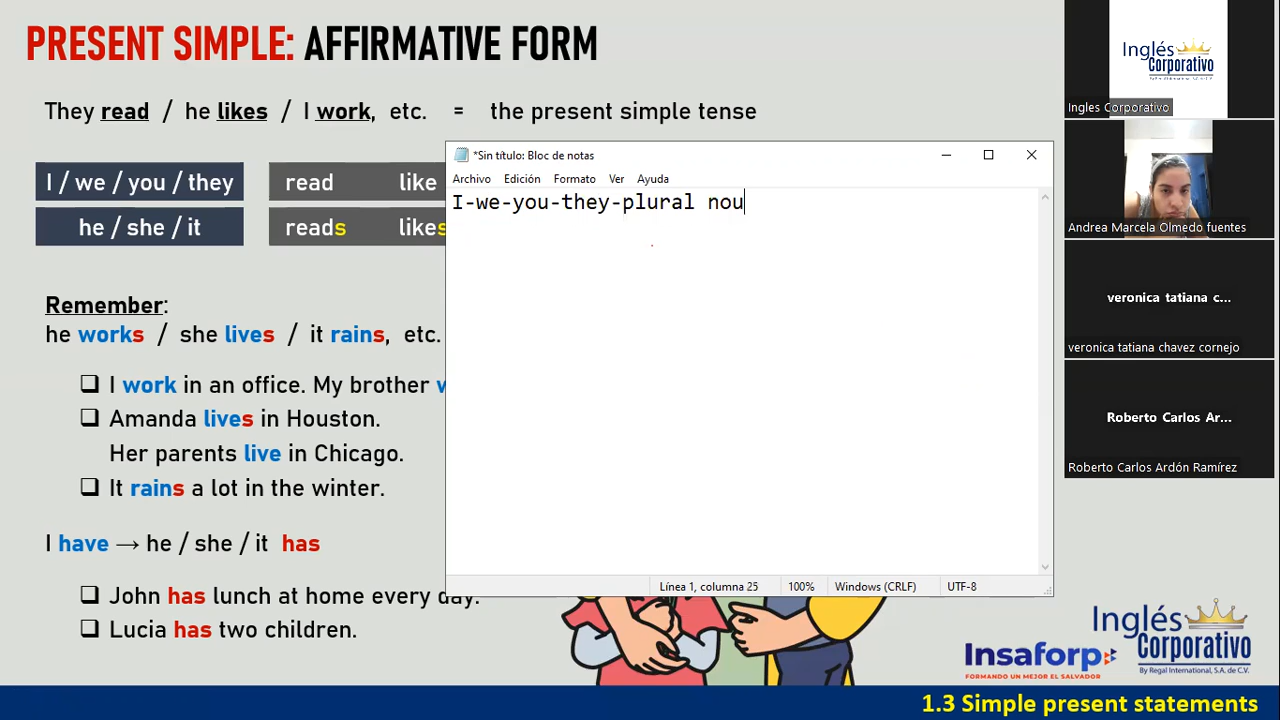 PRESENT SIMPLE: AFFIRMATIVE FORM
They read / he likes / I work, etc. = the present simple tense
I / we / you / they read like
he / she / it reads likes
Remember:
he works / she lives / it rains, etc.
I work in an office. My brother
Amanda lives in Houston.
Her parents live in Chicago.
It rains a lot in the winter.
I have → he / she / it has
John has lunch at home every day.
Lucia has two children.
*Sin título: Bloc de notas
Archivo Edición Formato Ver Ayuda
I-we-you-they-plural nou
Línea 1, columna 25 100% Windows (CRLF) UTF-8
Inglés
Corporativo
Ingles Corporativo
Andrea Marcela Olmedo fuentes
veronica tatiana c...
veronica tatiana chavez cornejo
Roberto Carlos Ar...
Roberto Carlos Ardón Ramírez
Insaforp
FORMANDO UN MEJOR EL SALVADOR
Inglés
Corporativo
By Regal International, S.A. de C.V.
1.3 Simple present statements